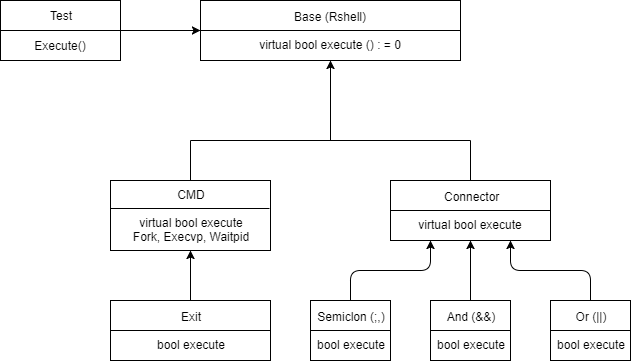 Test
Execute()
Base (Rshell)
virtual bool execute () : = 0
CMD
virtual bool execute
Fork, Execvp, Waitpid
Connector
virtual bool execute
Exit
bool execute
Semiclon (;,)
bool execute
And (&&)
bool execute
Or (||)
bool execute